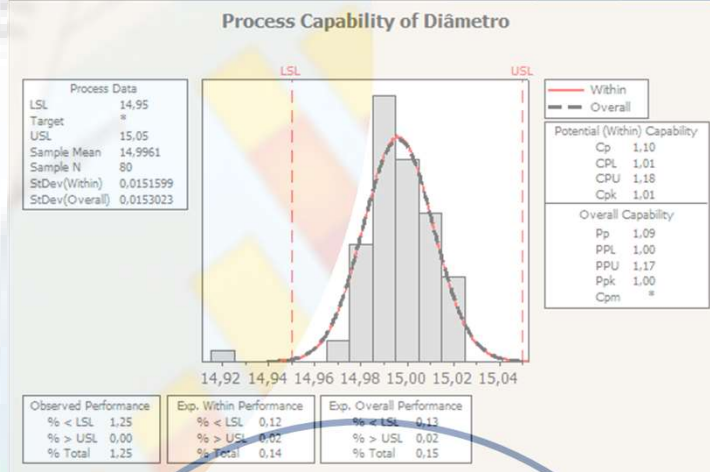 Process Capability of Diâmetro
LSL
USL
Process Data
LSL 14,95
Target *
USL 15,05
Sample Mean 14,9961
Sample N 80
StDev(Within) 0,0151599
StDev(Overall) 0,0153023
Within
Overall
Potential (Within) Capability
Cp 1,10
CPL 1,01
CPU 1,18
Cpk 1,01
Overall Capability
Pp 1,09
PPL 1,00
PPU 1,17
Ppk 1,00
Cpm *
14,92 14,94 14,96 14,98 15,00 15,02 15,04
Observed Performance
% < LSL 1,25
% > USL 0,00
% Total 1,25
Exp. Within Performance
% < LSL 0,12
% > USL 0,02
% Total 0,14
Exp. Overall Performance
% < LSL 0,13
% > USL 0,02
% Total 0,15